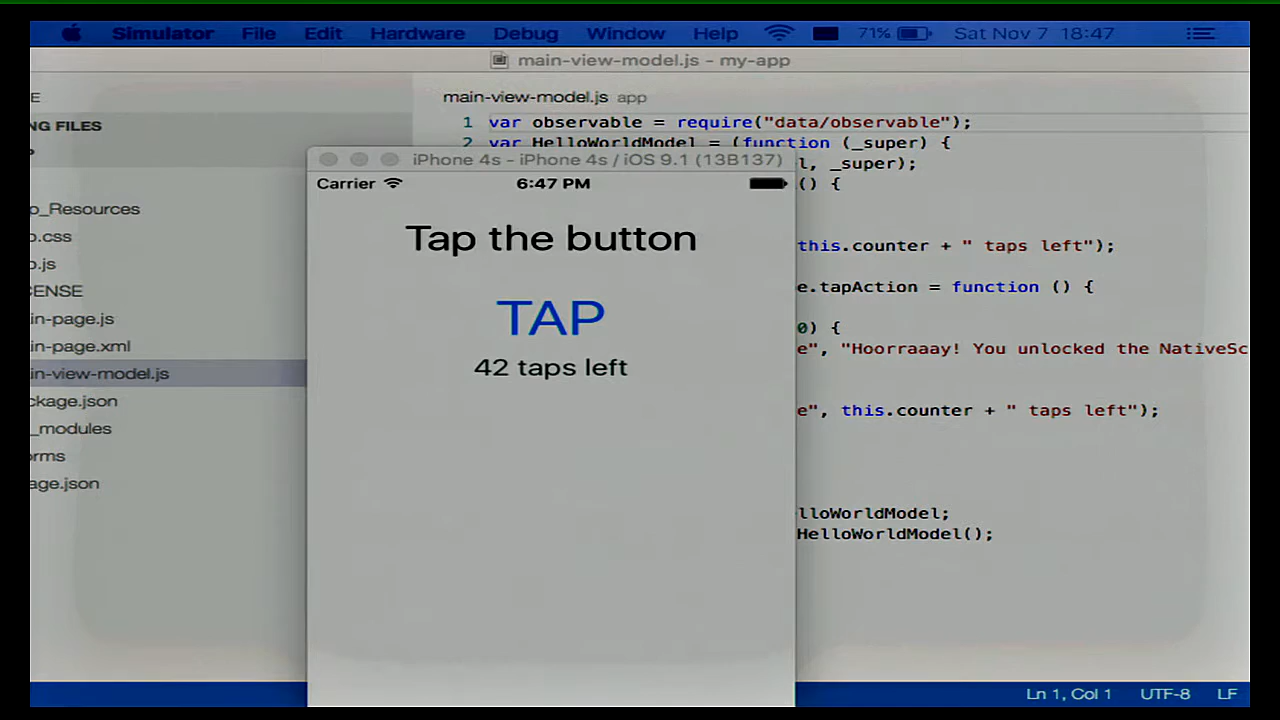 Simulator File Edit Hardware Debug Window Help 71% Sat Nov 7 18:47
main-view-model.js - my-app
E
NG FILES
P
p_Resources
p.css
p.js
CENSE
in-page.js
in-page.xml
in-view-model.js
ckage.json
_modules
orms
age.json
main-view-model.js app
1 var observable = require("data/observable");
2 var HelloWorldModel = (function (_super) {
l, _super);
() {
this.counter + " taps left");
e.tapAction = function () {
0) {
e", "Hoorraaay! You unlocked the NativeSc
e", this.counter + " taps left");
lloWorldModel;
HelloWorldModel();
iPhone 4s - iPhone 4s / iOS 9.1 (13B137)
Carrier 6:47 PM
Tap the button
TAP
42 taps left
Ln 1, Col 1 UTF-8 LF